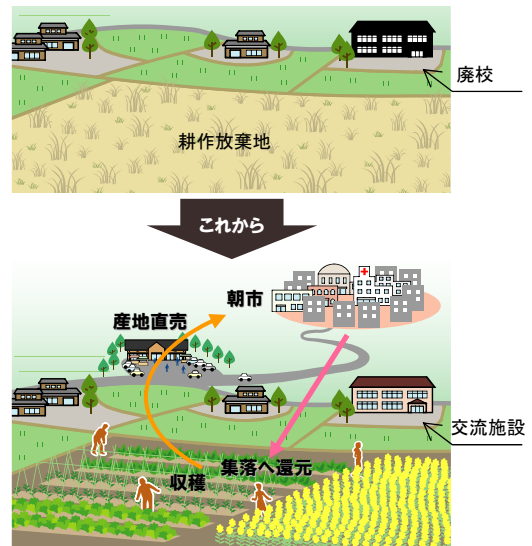 廃校
耕作放棄地
これから
朝市
産地直売
交流施設
集落へ還元
収穫